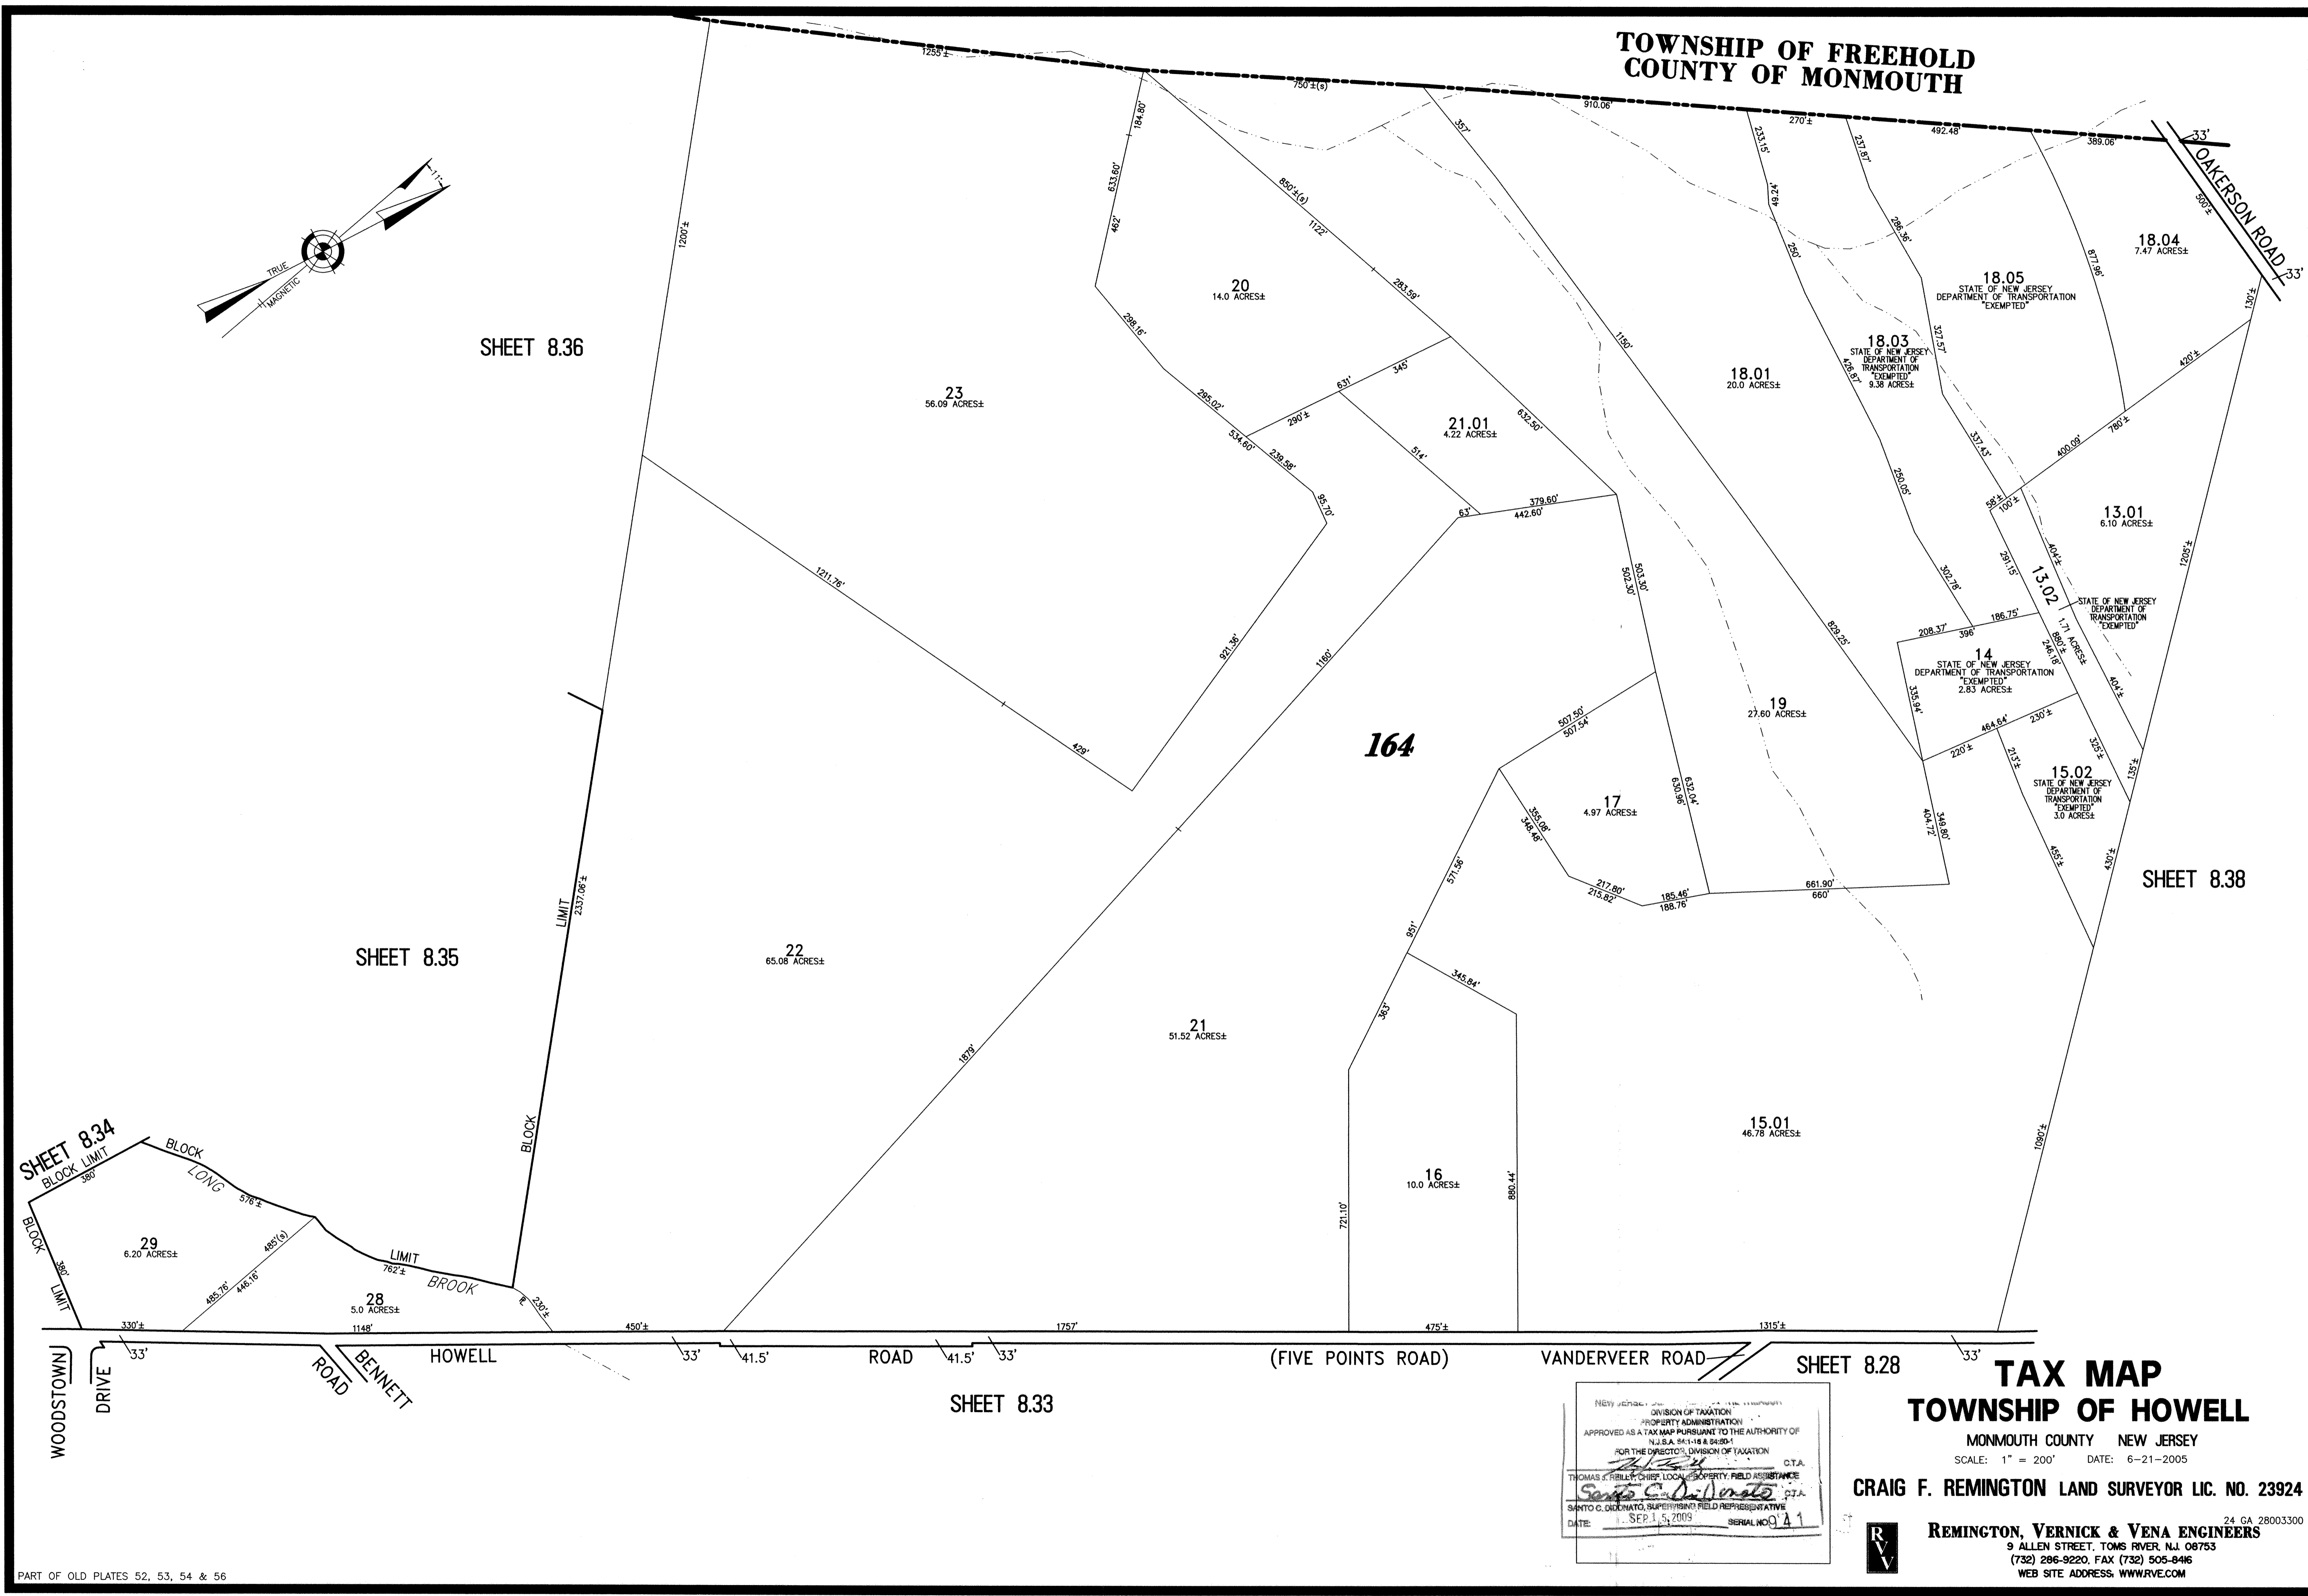 TOWNSHIP OF FREEHOLD
COUNTY OF MONMOUTH
1255'±
750'±(s)
910.06'
270'±
492.48'
389.06'
33'
OAKERSON ROAD
500'±
33'
11°
TRUE
MAGNETIC
SHEET 8.36
1200'±
184.80'
633.60'
462'
850'±(s)
1122'
283.59'
357'
1150'
233.15'
49.24'
250'
237.87'
286.36'
327.57'
877.96'
130'±
420'±
18.04
7.47 ACRES±
18.05
STATE OF NEW JERSEY
DEPARTMENT OF TRANSPORTATION
"EXEMPTED"
20
14.0 ACRES±
298.16'
18.03
STATE OF NEW JERSEY
DEPARTMENT OF
TRANSPORTATION
"EXEMPTED"
9.38 ACRES±
18.01
20.0 ACRES±
426.87'
23
56.09 ACRES±
295.02'
631'
345'
290'±
534.60'
239.58'
95.70'
21.01
4.22 ACRES±
632.50'
514'
63'
379.60'
442.60'
250.05'
337.43'
400.09'
780'±
58'±
100'±
13.01
6.10 ACRES±
1205'±
291.15'
404'±
13.02
STATE OF NEW JERSEY
DEPARTMENT OF
TRANSPORTATION
"EXEMPTED"
1.71 ACRES±
880'±
246.18'
404'±
302.78'
208.37'
186.75'
396'
1211.76'
429'
921.36'
1160'
503.30'
502.30'
829.25'
14
STATE OF NEW JERSEY
DEPARTMENT OF TRANSPORTATION
"EXEMPTED"
2.83 ACRES±
335.94'
464.64'
230'±
220'±
213'±
325'±
135'±
164
507.50'
507.54'
19
27.60 ACRES±
15.02
STATE OF NEW JERSEY
DEPARTMENT OF
TRANSPORTATION
"EXEMPTED"
3.0 ACRES±
17
4.97 ACRES±
632.04'
630.96'
355.08'
348.48'
349.80'
404.72'
455'±
430'±
SHEET 8.38
571.56'
217.80'
215.82'
185.46'
188.76'
661.90'
660'
LIMIT
2337.06'±
BLOCK
SHEET 8.35
22
65.08 ACRES±
951'
345.84'
363'
21
51.52 ACRES±
1879'
15.01
46.78 ACRES±
1090'±
16
10.0 ACRES±
721.10'
880.44'
SHEET 8.34
BLOCK LIMIT
380'
BLOCK
LONG
576'±
BLOCK
380'
LIMIT
29
6.20 ACRES±
485'(s)
485.76'
446.16'
LIMIT
762'±
BROOK
28
5.0 ACRES±
230'±
330'±
1148'
450'±
1757'
475'±
1315'±
33'
HOWELL
33'
41.5'
ROAD
41.5'
33'
(FIVE POINTS ROAD)
VANDERVEER ROAD
33'
WOODSTOWN
DRIVE
BENNETT
ROAD
SHEET 8.33
SHEET 8.28
TAX MAP
TOWNSHIP OF HOWELL
MONMOUTH COUNTY NEW JERSEY
SCALE: 1" = 200' DATE: 6-21-2005
CRAIG F. REMINGTON LAND SURVEYOR LIC. NO. 23924
24 GA 28003300
RVV
REMINGTON, VERNICK & VENA ENGINEERS
9 ALLEN STREET, TOMS RIVER, N.J. 08753
(732) 286-9220, FAX (732) 505-8416
WEB SITE ADDRESS: WWW.RVE.COM
NEW JERSEY
DIVISION OF TAXATION
PROPERTY ADMINISTRATION
APPROVED AS A TAX MAP PURSUANT TO THE AUTHORITY OF
N.J.S.A. 54:1-15 & 54:50-1
FOR THE DIRECTOR, DIVISION OF TAXATION
C.T.A.
THOMAS J. REILLY, CHIEF, LOCAL PROPERTY, FIELD ASSISTANCE
Santo C. DiDonato C.T.A.
SANTO C. DIDONATO, SUPERVISING FIELD REPRESENTATIVE
DATE: SEP 15, 2009 SERIAL NO. 941
PART OF OLD PLATES 52, 53, 54 & 56